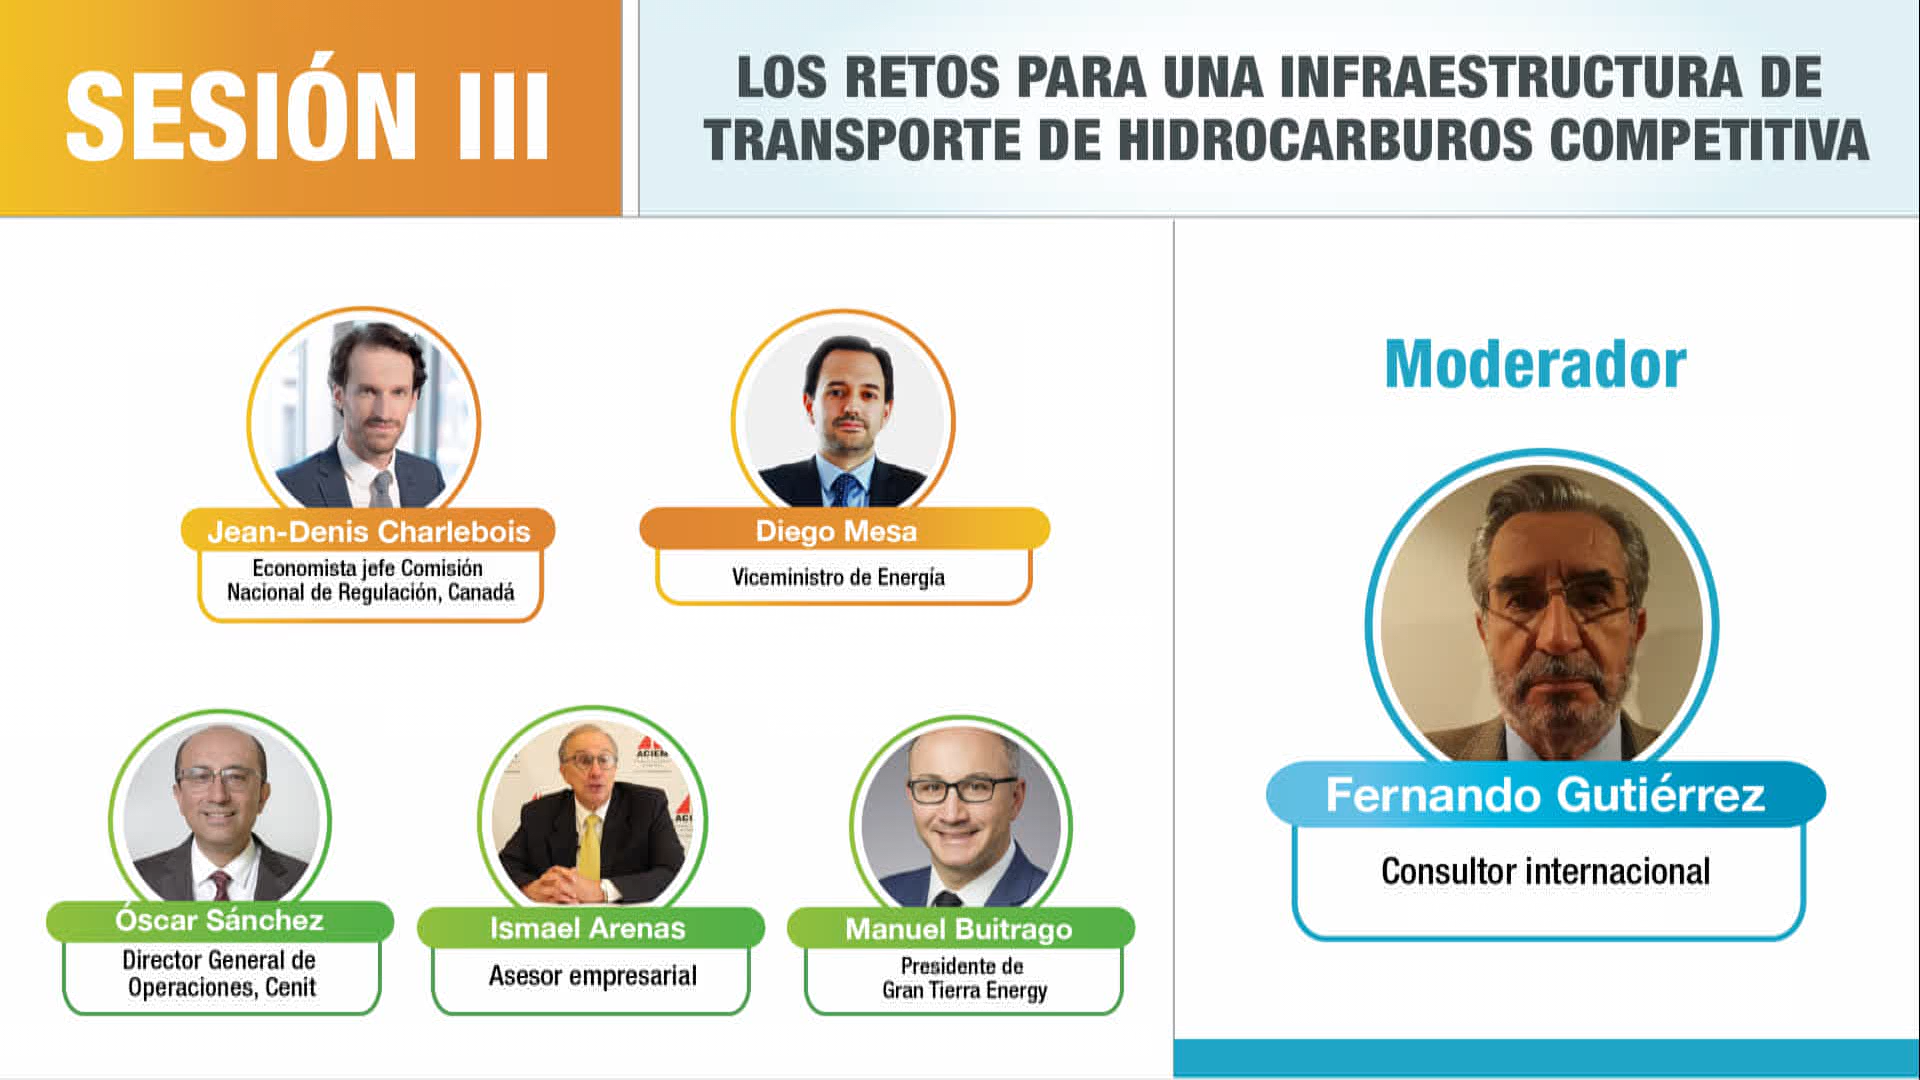 SESIÓN III
LOS RETOS PARA UNA INFRAESTRUCTURA DE
TRANSPORTE DE HIDROCARBUROS COMPETITIVA
Jean-Denis Charlebois
Economista jefe Comisión
Nacional de Regulación, Canadá
Diego Mesa
Viceministro de Energía
Óscar Sánchez
Director General de
Operaciones, Cenit
ACIEM
ACI
Ismael Arenas
Asesor empresarial
Manuel Buitrago
Presidente de
Gran Tierra Energy
Moderador
Fernando Gutiérrez
Consultor internacional